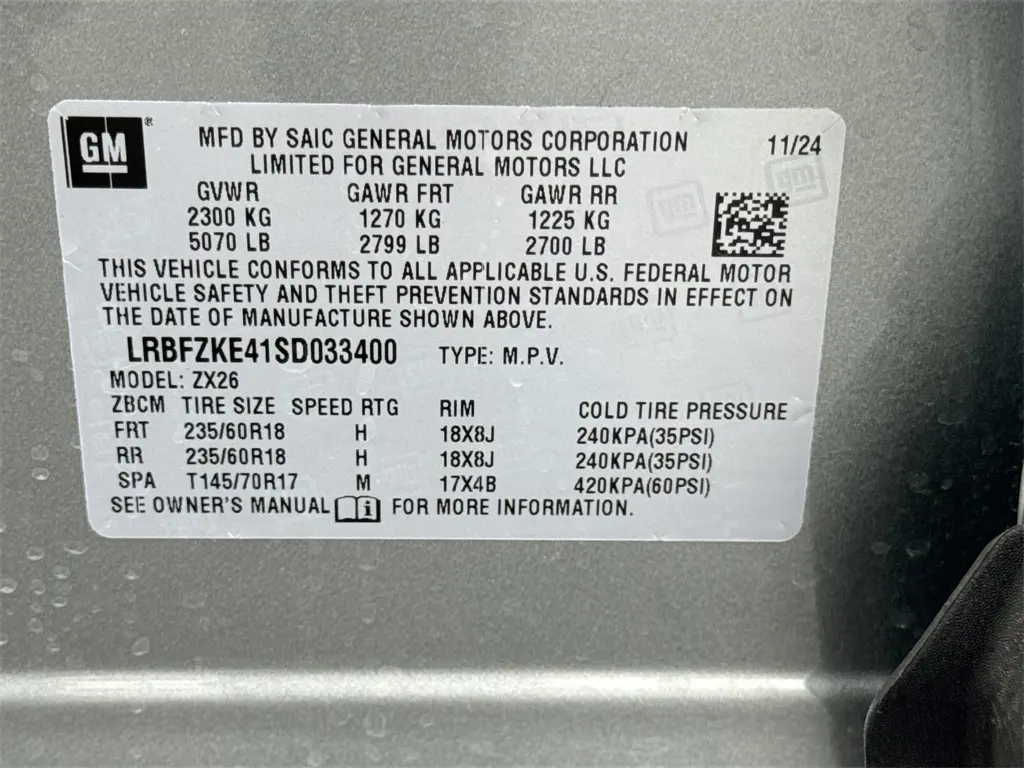 GM ®
MFD BY SAIC GENERAL MOTORS CORPORATION 11/24
LIMITED FOR GENERAL MOTORS LLC
GVWR GAWR FRT GAWR RR
2300 KG 1270 KG 1225 KG
5070 LB 2799 LB 2700 LB
THIS VEHICLE CONFORMS TO ALL APPLICABLE U.S. FEDERAL MOTOR
VEHICLE SAFETY AND THEFT PREVENTION STANDARDS IN EFFECT ON
THE DATE OF MANUFACTURE SHOWN ABOVE.
LRBFZKE41SD033400 TYPE: M.P.V.
MODEL: ZX26
ZBCM TIRE SIZE SPEED RTG RIM COLD TIRE PRESSURE
FRT 235/60R18 H 18X8J 240KPA(35PSI)
RR 235/60R18 H 18X8J 240KPA(35PSI)
SPA T145/70R17 M 17X4B 420KPA(60PSI)
SEE OWNER'S MANUAL i FOR MORE INFORMATION.